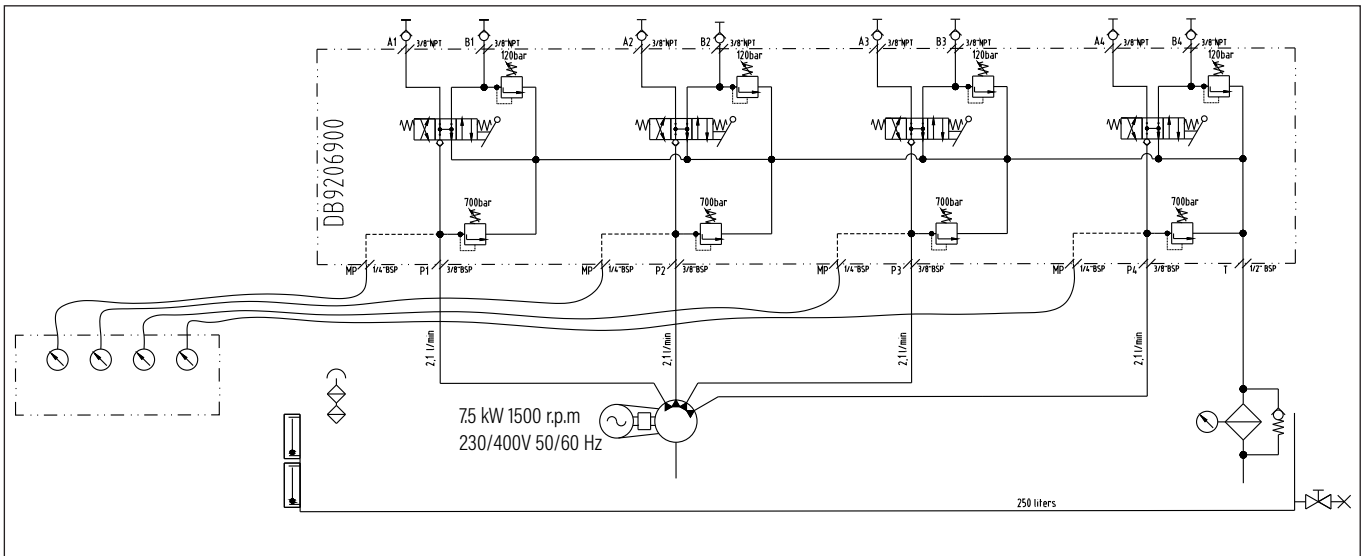 A1 3/8"NPT B1 3/8"NPT A2 3/8"NPT B2 3/8"NPT A3 3/8"NPT B3 3/8"NPT A4 3/8"NPT B4 3/8"NPT
120bar 120bar 120bar 120bar
DB9206900
700bar 700bar 700bar 700bar
MP 1/4"BSP P1 3/8"BSP MP 1/4"BSP P2 3/8"BSP MP 1/4"BSP P3 3/8"BSP MP 1/4"BSP P4 3/8"BSP T 1/2"BSP
2,1 l/min 2,1 l/min 2,1 l/min 2,1 l/min
7.5 kW 1500 r.p.m
230/400V 50/60 Hz
250 liters